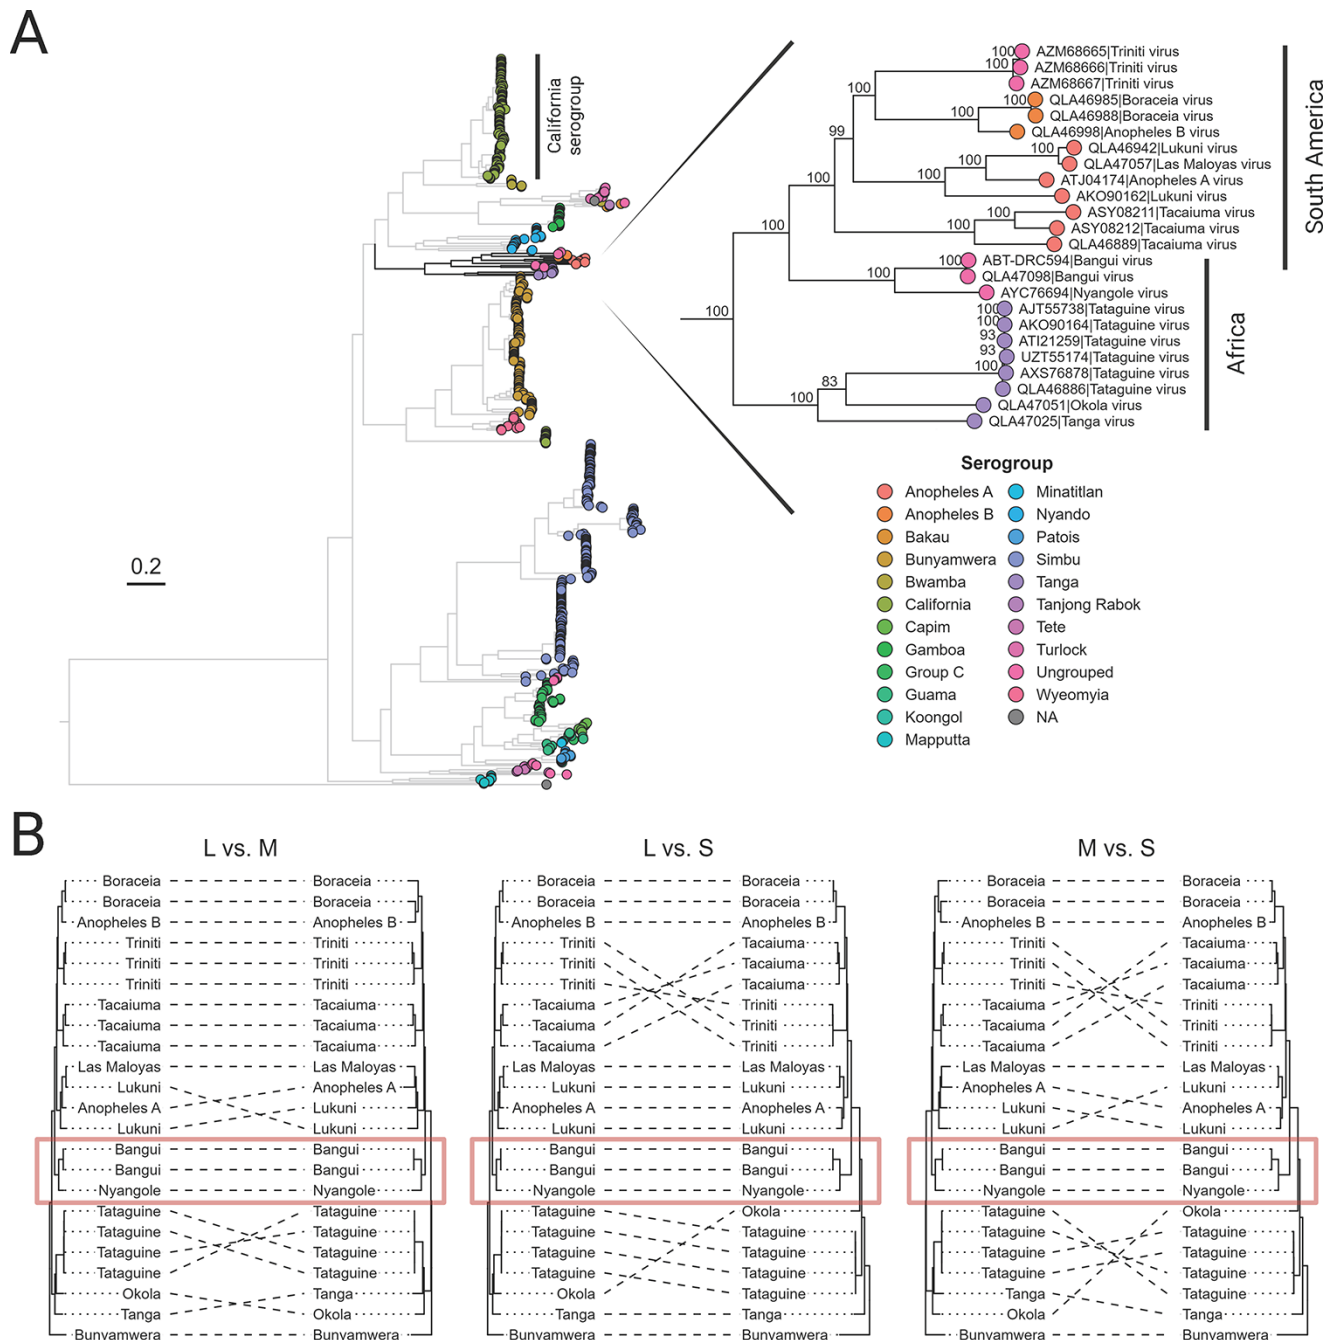 A
California
serogroup
0.2
100
100
100
100
100
100
99
100
100
100
100
100
100
100
100
100
100
100
93
93
100
83
100
AZM68665|Triniti virus
AZM68666|Triniti virus
AZM68667|Triniti virus
QLA46985|Boraceia virus
QLA46988|Boraceia virus
QLA46998|Anopheles B virus
QLA46942|Lukuni virus
QLA47057|Las Maloyas virus
ATJ04174|Anopheles A virus
AKO90162|Lukuni virus
ASY08211|Tacaiuma virus
ASY08212|Tacaiuma virus
QLA46889|Tacaiuma virus
ABT-DRC594|Bangui virus
QLA47098|Bangui virus
AYC76694|Nyangole virus
AJT55738|Tataguine virus
AKO90164|Tataguine virus
ATI21259|Tataguine virus
UZT55174|Tataguine virus
AXS76878|Tataguine virus
QLA46886|Tataguine virus
QLA47051|Okola virus
QLA47025|Tanga virus
South America
Africa
Serogroup
Anopheles A
Anopheles B
Bakau
Bunyamwera
Bwamba
California
Capim
Gamboa
Group C
Guama
Koongol
Mapputta
Minatitlan
Nyando
Patois
Simbu
Tanga
Tanjong Rabok
Tete
Turlock
Ungrouped
Wyeomyia
NA
B
L vs. M
Boraceia Boraceia
Boraceia Boraceia
Anopheles B Anopheles B
Triniti Triniti
Triniti Triniti
Triniti Triniti
Tacaiuma Tacaiuma
Tacaiuma Tacaiuma
Tacaiuma Tacaiuma
Las Maloyas Las Maloyas
Lukuni Anopheles A
Anopheles A Lukuni
Lukuni Lukuni
Bangui Bangui
Bangui Bangui
Nyangole Nyangole
Tataguine Tataguine
Tataguine Tataguine
Tataguine Tataguine
Tataguine Tataguine
Okola Tanga
Tanga Okola
Bunyamwera Bunyamwera
L vs. S
Boraceia Boraceia
Boraceia Boraceia
Anopheles B Anopheles B
Triniti Tacaiuma
Triniti Tacaiuma
Triniti Tacaiuma
Tacaiuma Triniti
Tacaiuma Triniti
Tacaiuma Triniti
Las Maloyas Las Maloyas
Lukuni Lukuni
Anopheles A Anopheles A
Lukuni Lukuni
Bangui Bangui
Bangui Bangui
Nyangole Nyangole
Tataguine Okola
Tataguine Tataguine
Tataguine Tataguine
Tataguine Tataguine
Okola Tataguine
Tanga Tanga
Bunyamwera Bunyamwera
M vs. S
Boraceia Boraceia
Boraceia Boraceia
Anopheles B Anopheles B
Triniti Tacaiuma
Triniti Tacaiuma
Triniti Tacaiuma
Tacaiuma Triniti
Tacaiuma Triniti
Tacaiuma Triniti
Las Maloyas Las Maloyas
Anopheles A Lukuni
Lukuni Anopheles A
Lukuni Lukuni
Bangui Bangui
Bangui Bangui
Nyangole Nyangole
Tataguine Okola
Tataguine Tataguine
Tataguine Tataguine
Tataguine Tataguine
Tanga Tataguine
Okola Tanga
Bunyamwera Bunyamwera